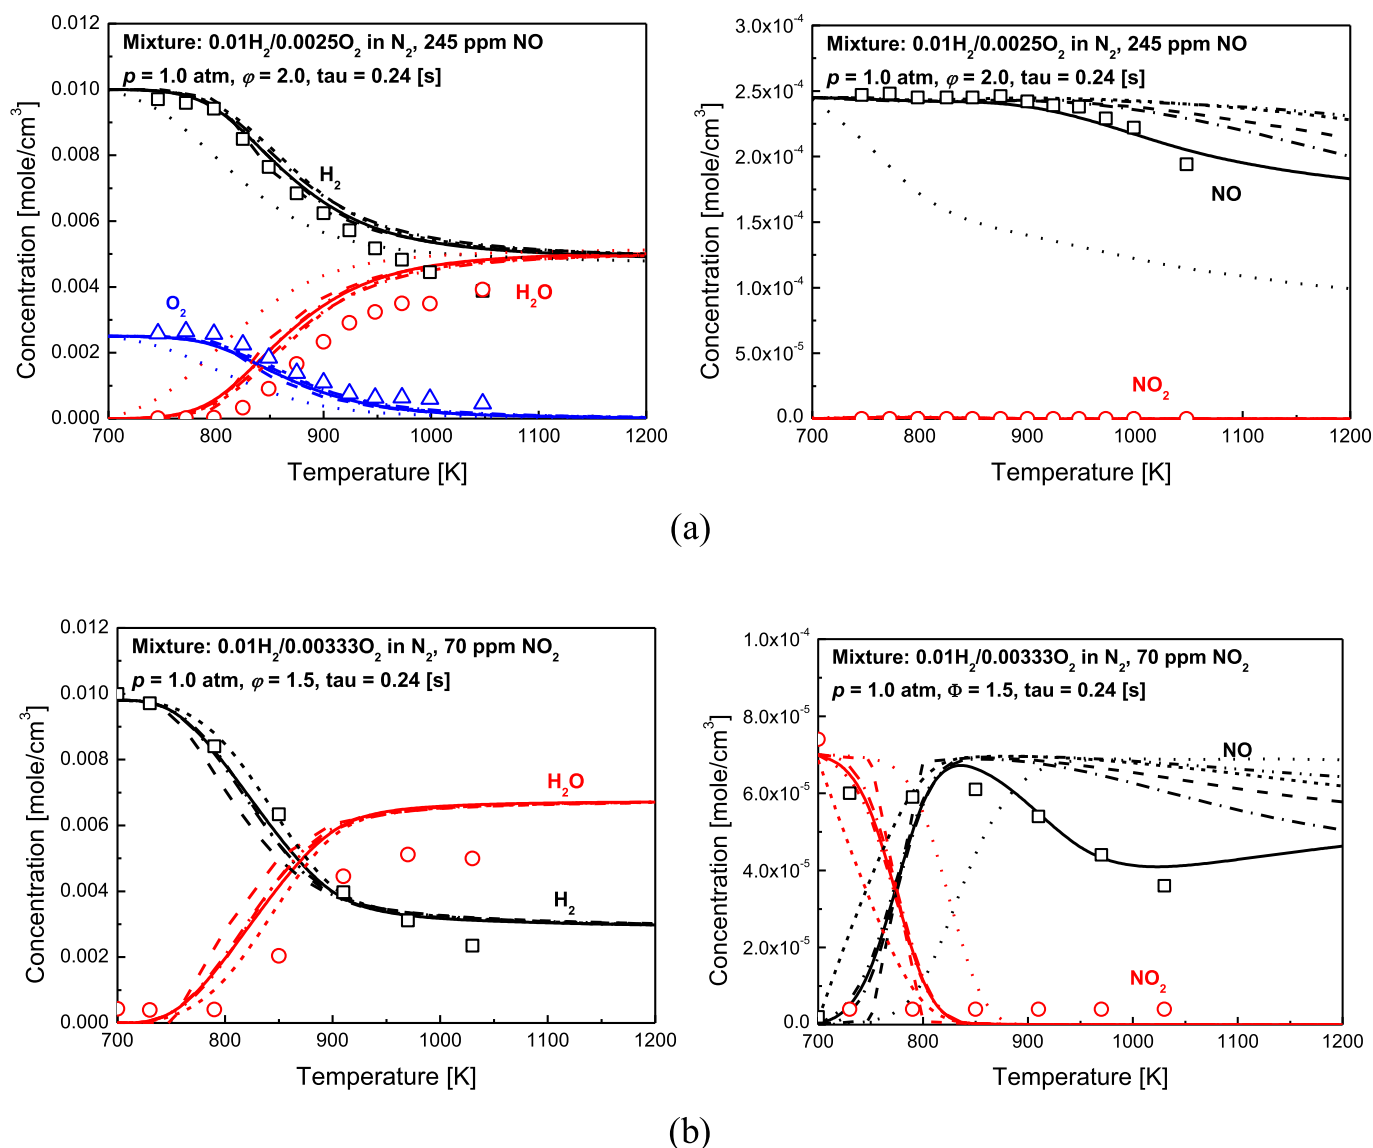 Mixture: 0.01H₂/0.0025O₂ in N₂, 245 ppm NO
p = 1.0 atm, φ = 2.0, tau = 0.24 [s]
Concentration [mole/cm³]
0.012
0.010
0.008
0.006
0.004
0.002
0.000
H₂
O₂
H₂O
700 800 900 1000 1100 1200
Temperature [K]
Mixture: 0.01H₂/0.0025O₂ in N₂, 245 ppm NO
p = 1.0 atm, φ = 2.0, tau = 0.24 [s]
Concentration [mole/cm³]
3.0x10⁻⁴
2.5x10⁻⁴
2.0x10⁻⁴
1.5x10⁻⁴
1.0x10⁻⁴
5.0x10⁻⁵
0.0
NO
NO₂
700 800 900 1000 1100 1200
Temperature [K]
(a)
Mixture: 0.01H₂/0.00333O₂ in N₂, 70 ppm NO₂
p = 1.0 atm, φ = 1.5, tau = 0.24 [s]
Concentration [mole/cm³]
0.012
0.010
0.008
0.006
0.004
0.002
0.000
H₂O
H₂
700 800 900 1000 1100 1200
Temperature [K]
Mixture: 0.01H₂/0.00333O₂ in N₂, 70 ppm NO₂
p = 1.0 atm, Φ = 1.5, tau = 0.24 [s]
Concentration [mole/cm³]
1.0x10⁻⁴
8.0x10⁻⁵
6.0x10⁻⁵
4.0x10⁻⁵
2.0x10⁻⁵
0.0
NO
NO₂
700 800 900 1000 1100 1200
Temperature [K]
(b)